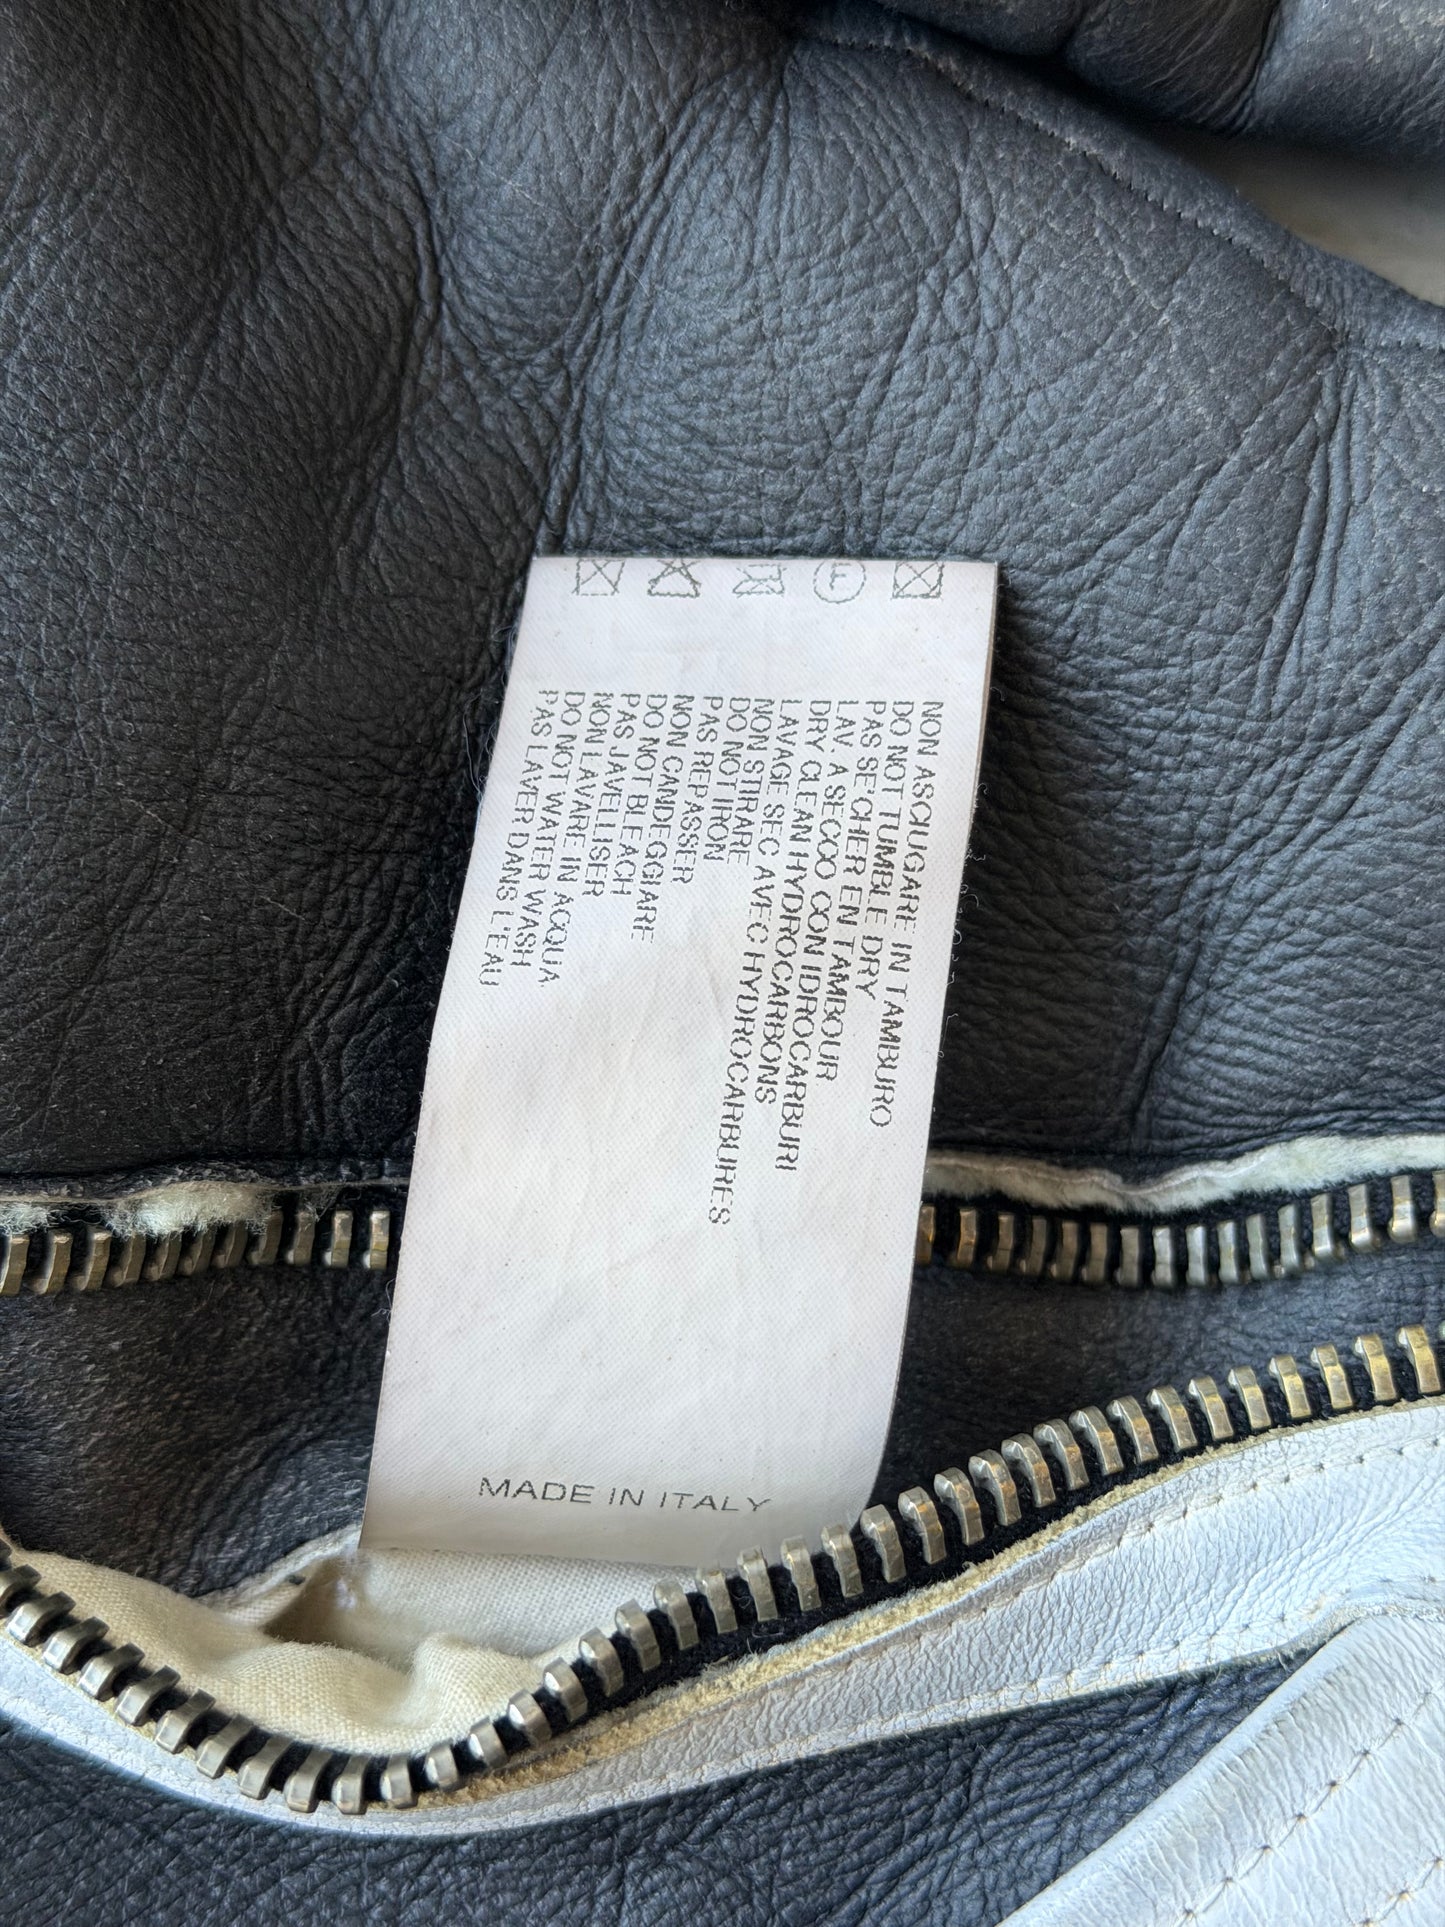 NON ASCIUGARE IN TAMBURO
DO NOT TUMBLE DRY
PAS SE'CHER EN TAMBOUR
LAV. A SECOO CON IDROCARBURI
DRY CLEAN HYDROCARBONS
LAVAGE SEC AVEC HYDROCARBURES
NON STIRARE
DO NOT IRON
PAS REPASSER
NON CANDEGGIARE
DO NOT BLEACH
PAS JAVELLISER
NON LAVARE IN ACQUA
DO NOT WATER WASH
PAS LAVER DANS L'EAU
MADE IN ITALY
F